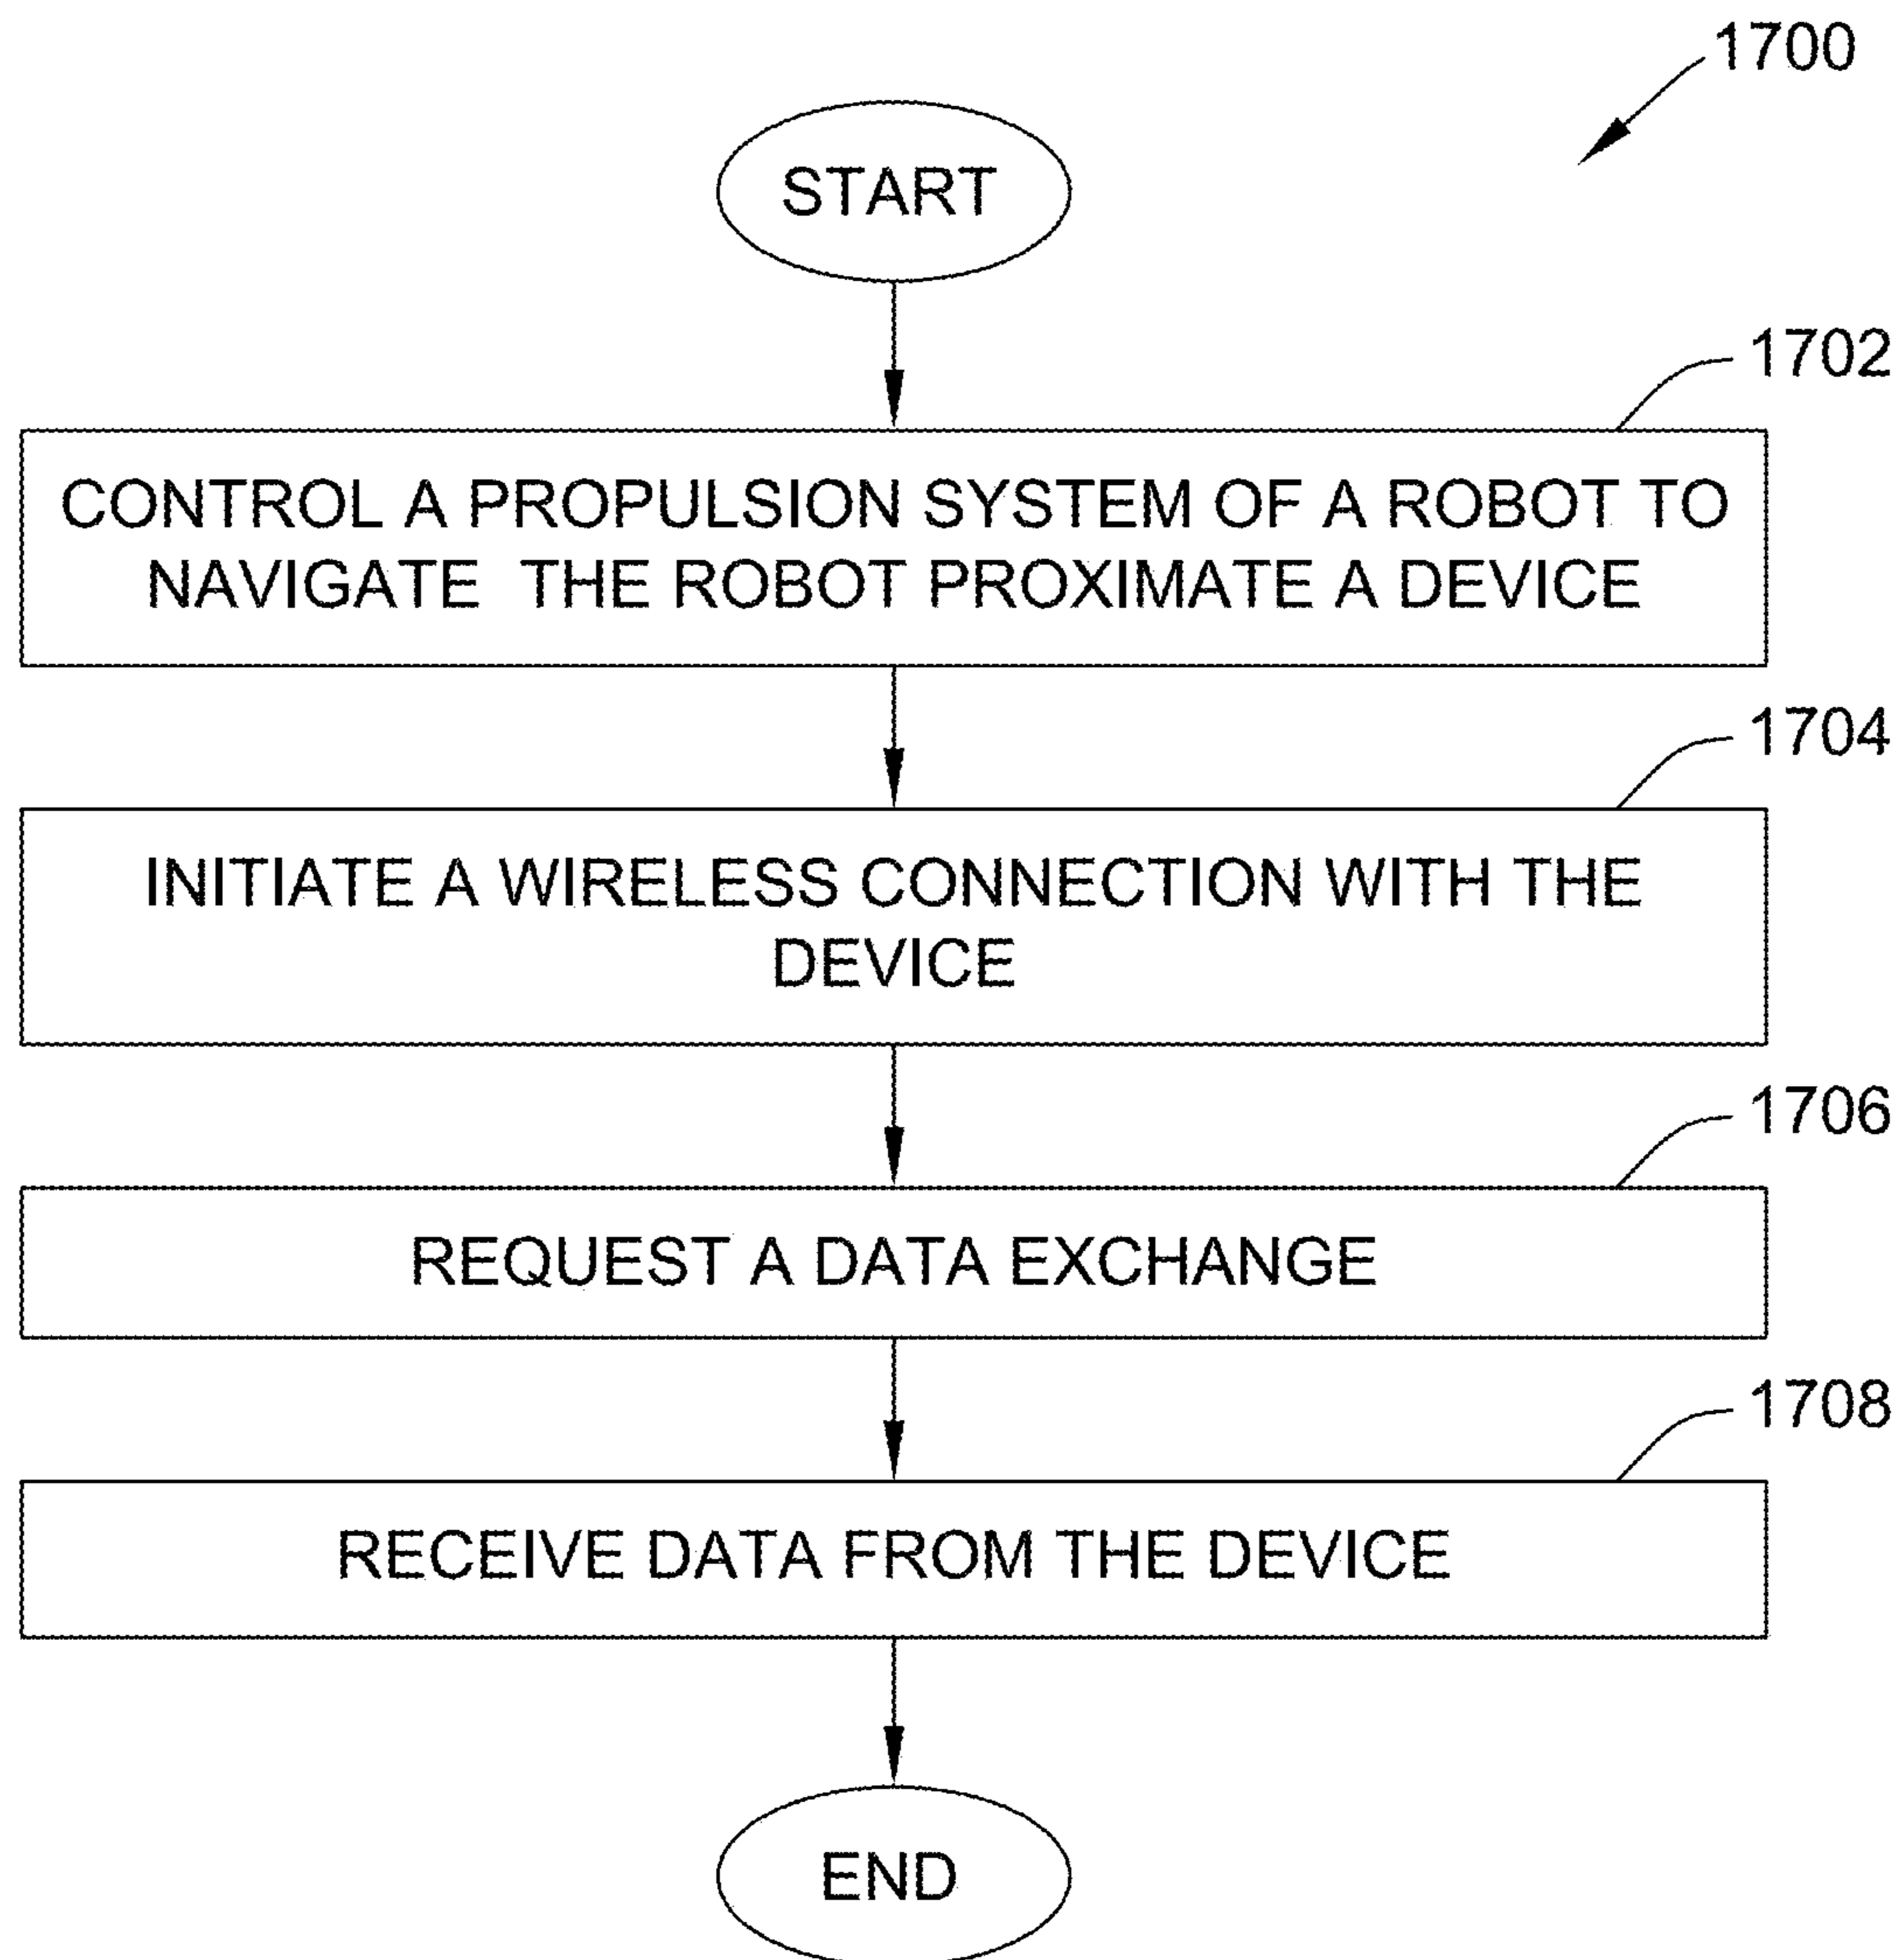 1700
START
1702
CONTROL A PROPULSION SYSTEM OF A ROBOT TO
NAVIGATE THE ROBOT PROXIMATE A DEVICE
1704
INITIATE A WIRELESS CONNECTION WITH THE
DEVICE
1706
REQUEST A DATA EXCHANGE
1708
RECEIVE DATA FROM THE DEVICE
END